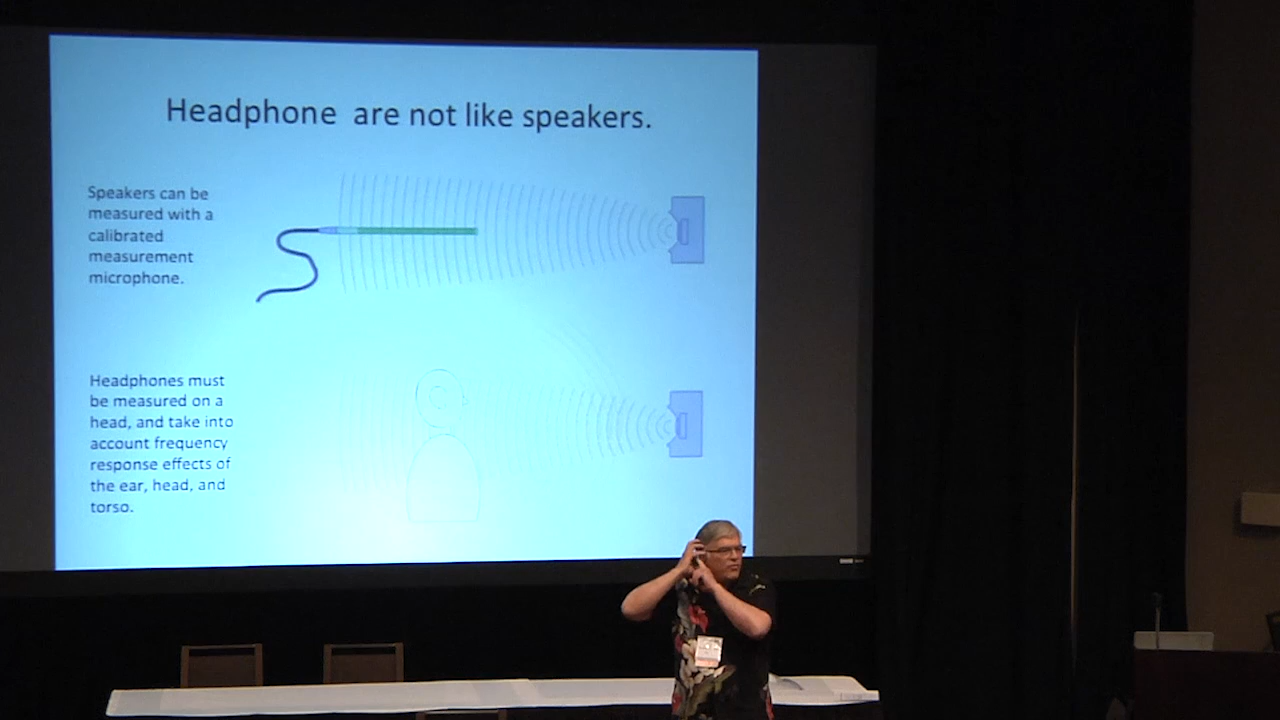 Headphone are not like speakers.
Speakers can be
measured with a
calibrated
measurement
microphone.
Headphones must
be measured on a
head, and take into
account frequency
response effects of
the ear, head, and
torso.